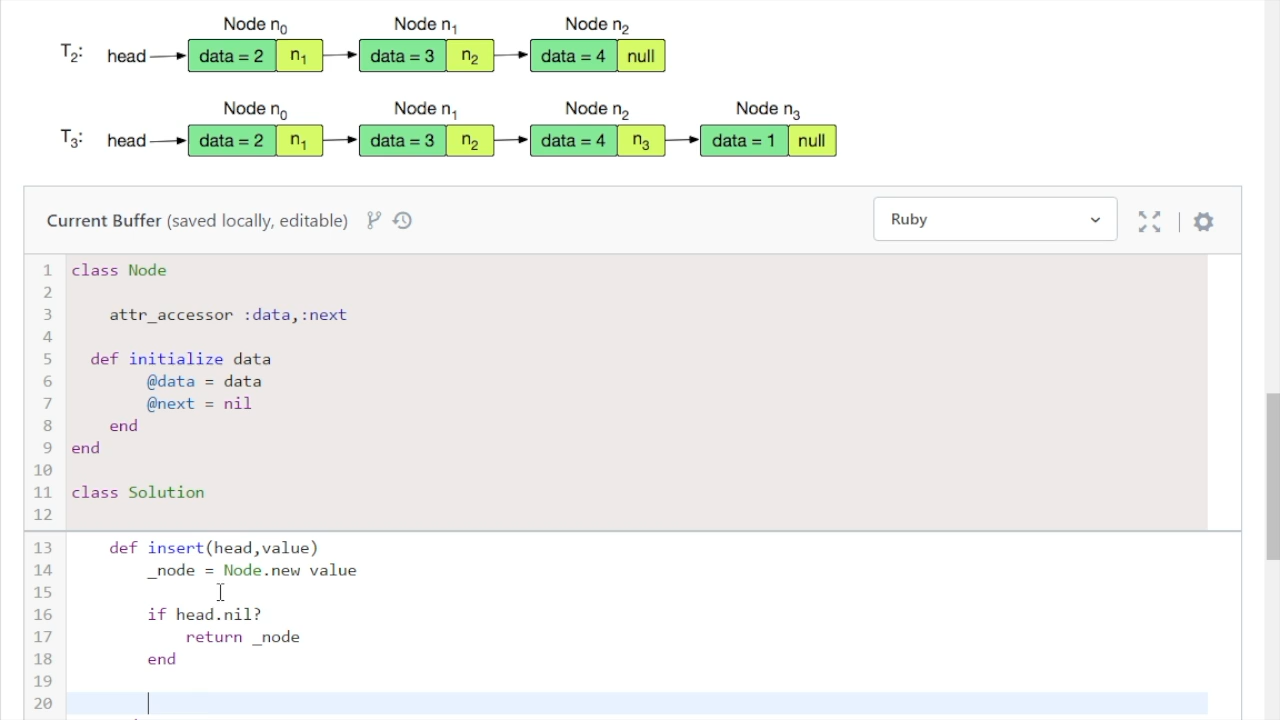 Node n0 Node n1 Node n2
T2: head data = 2 n1 data = 3 n2 data = 4 null
Node n0 Node n1 Node n2 Node n3
T3: head data = 2 n1 data = 3 n2 data = 4 n3 data = 1 null
Current Buffer (saved locally, editable) Ruby
1 class Node
2
3 attr_accessor :data,:next
4
5 def initialize data
6 @data = data
7 @next = nil
8 end
9 end
10
11 class Solution
12
13 def insert(head,value)
14 _node = Node.new value
15
16 if head.nil?
17 return _node
18 end
19
20